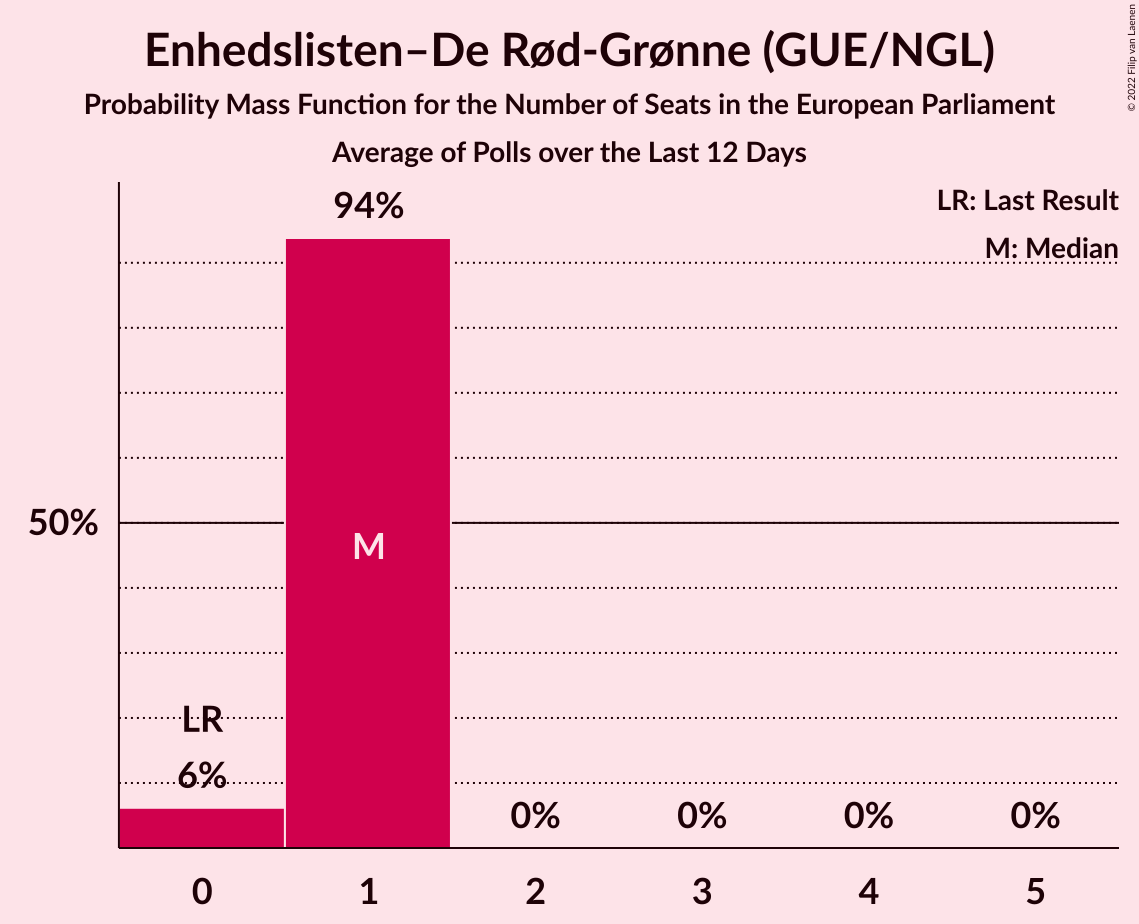 Enhedslisten–De Rød-Grønne (GUE/NGL)
Probability Mass Function for the Number of Seats in the European Parliament
Average of Polls over the Last 12 Days
© 2022 Filip van Laenen
LR: Last Result
M: Median
94%
50%
M
LR
6%
0% 0% 0% 0%
0 1 2 3 4 5